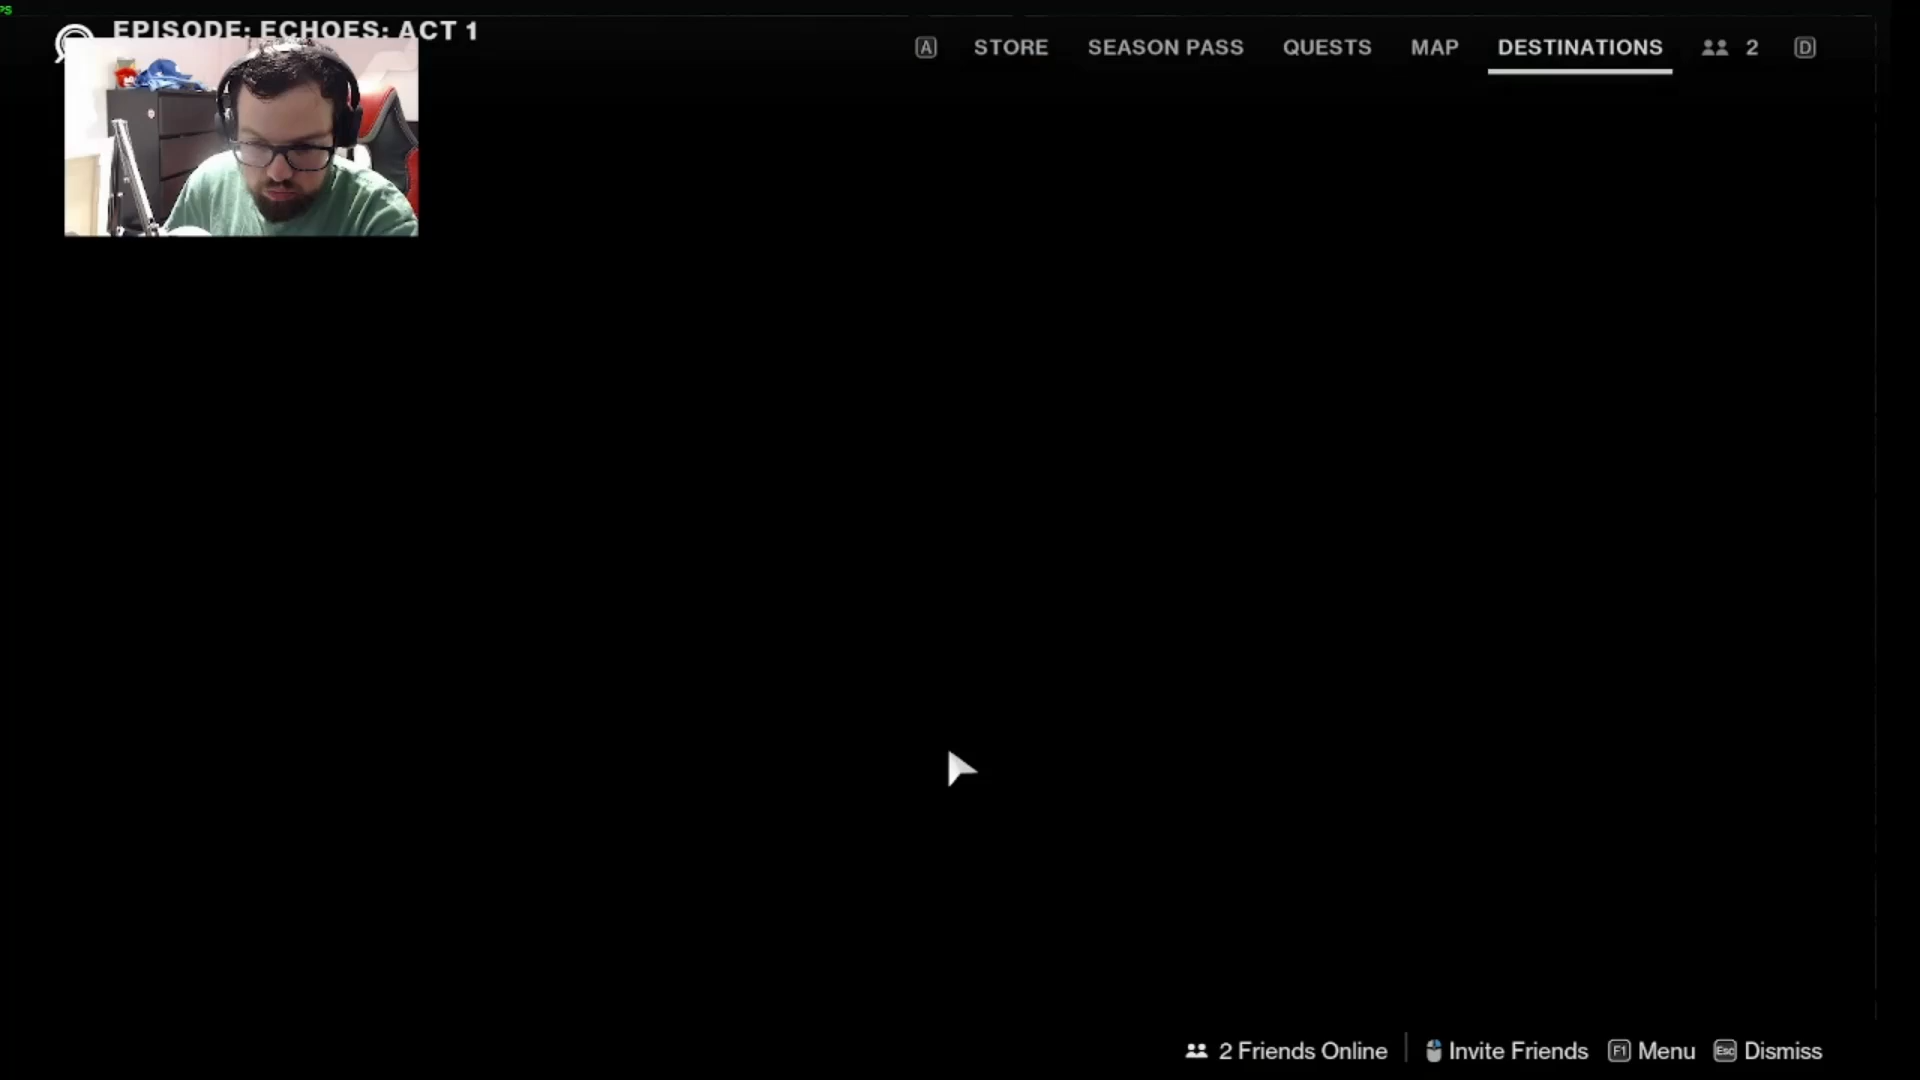 PS
EPISODE: ECHOES: ACT 1
A STORE SEASON PASS QUESTS MAP DESTINATIONS 2 D
2 Friends Online Invite Friends F1 Menu Esc Dismiss